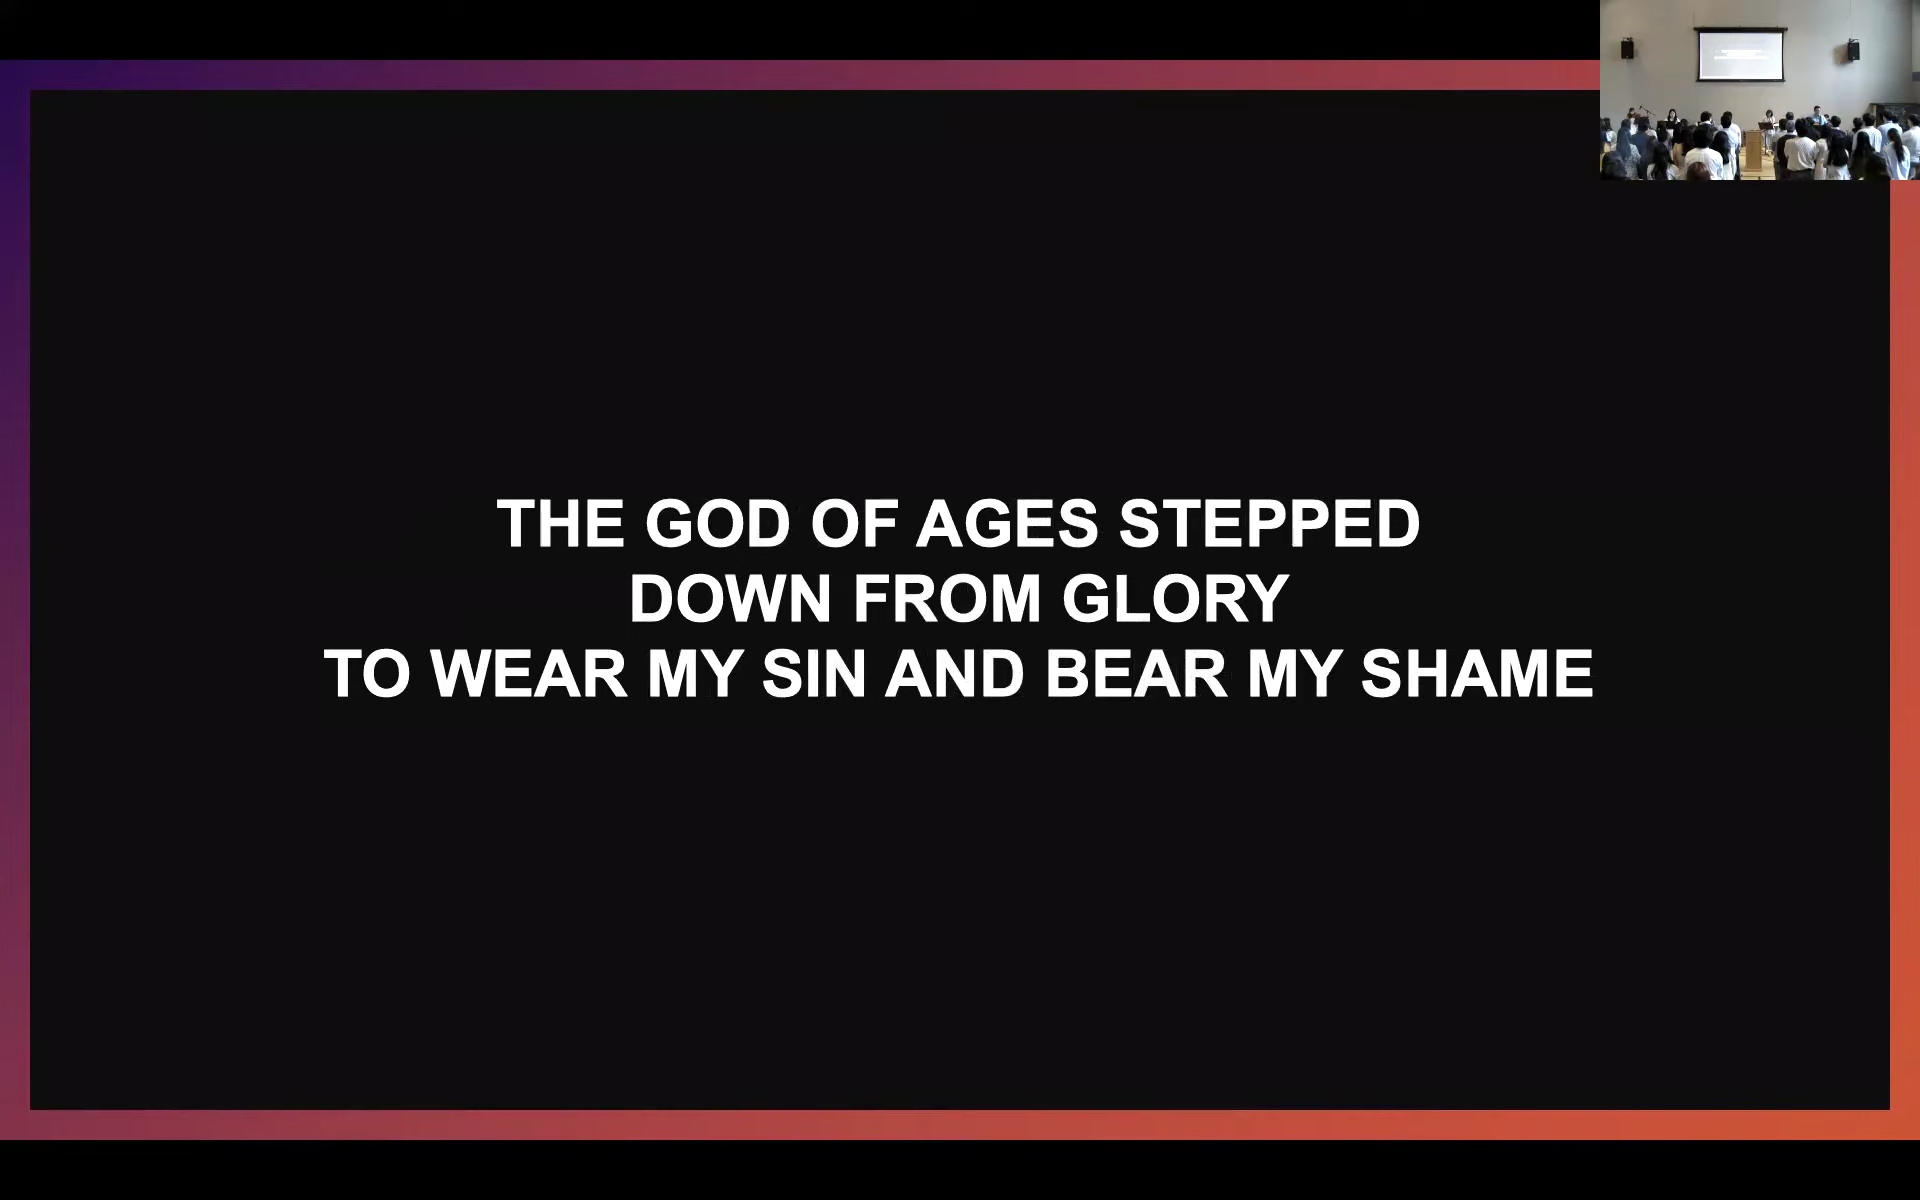 THE GOD OF AGES STEPPED
DOWN FROM GLORY
TO WEAR MY SIN AND BEAR MY SHAME